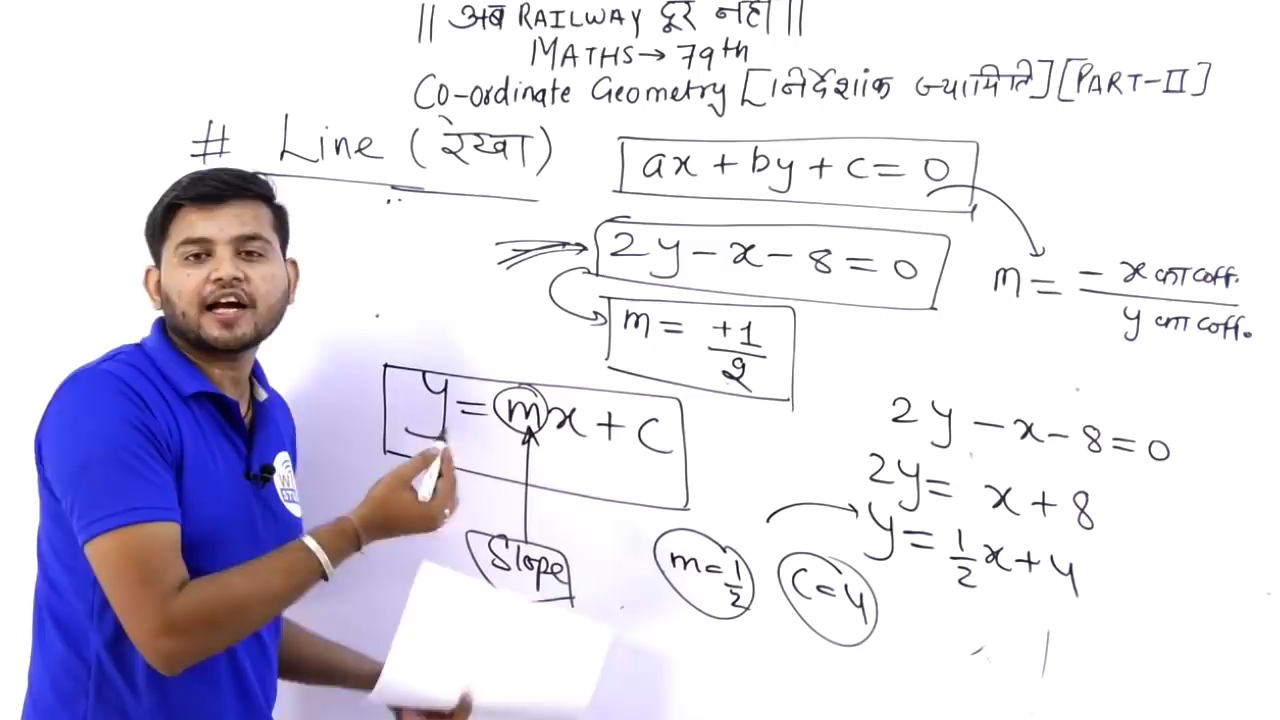 || अब RAILWAY दूर नहीं ||
MATHS → 79th
Co-ordinate Geometry [निर्देशांक ज्यामिति] [PART-II]
# Line (रेखा)
ax + by + c = 0
2y - x - 8 = 0
m = +1/2
m = - x का coff. / y का coff.
y = mx + c
Slope
2y - x - 8 = 0
2y = x + 8
y = 1/2 x + 4
m = 1/2
c = 4